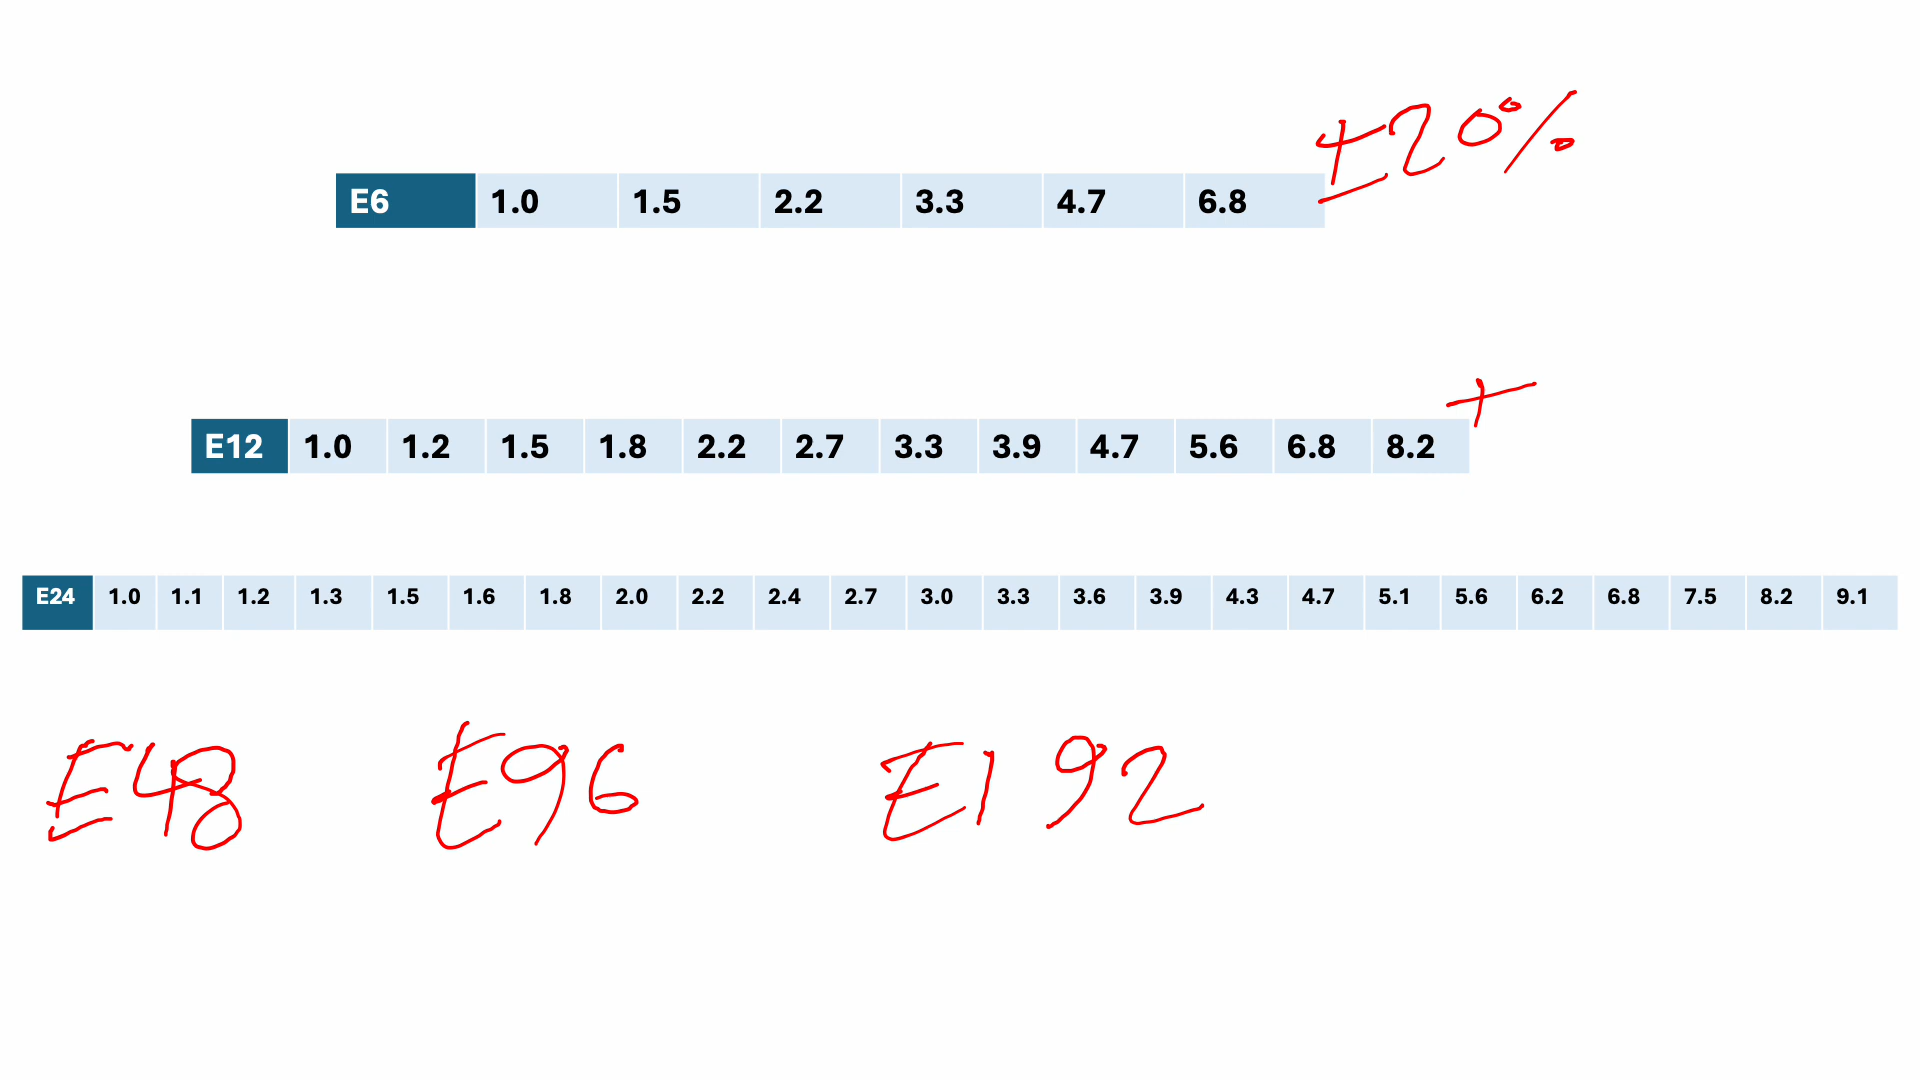 ±20%
E6 1.0 1.5 2.2 3.3 4.7 6.8
+
E12 1.0 1.2 1.5 1.8 2.2 2.7 3.3 3.9 4.7 5.6 6.8 8.2
E24 1.0 1.1 1.2 1.3 1.5 1.6 1.8 2.0 2.2 2.4 2.7 3.0 3.3 3.6 3.9 4.3 4.7 5.1 5.6 6.2 6.8 7.5 8.2 9.1
E48 E96 E192